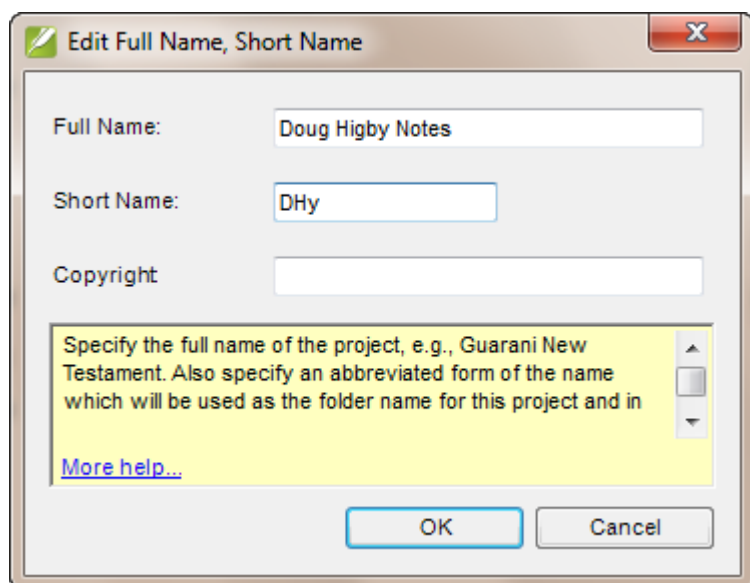 Edit Full Name, Short Name
Full Name:
Doug Higby Notes
Short Name:
DHy
Copyright
Specify the full name of the project, e.g., Guarani New
Testament. Also specify an abbreviated form of the name
which will be used as the folder name for this project and in
More help...
OK
Cancel